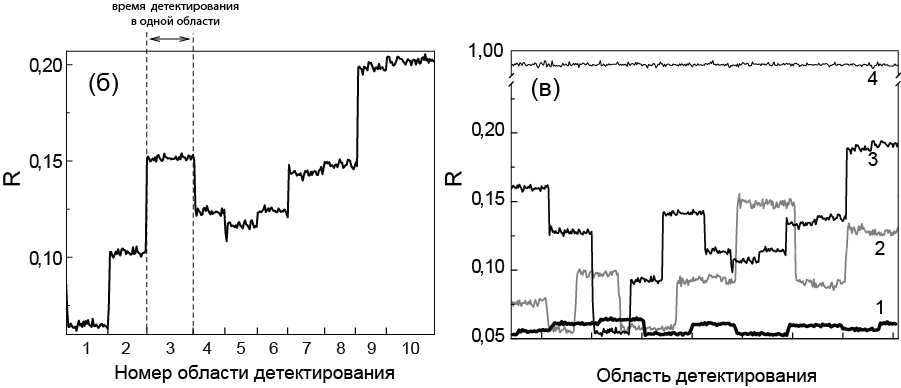 время детектирования
в одной области
(б)
0,20
0,15
0,10
R
1 2 3 4 5 6 7 8 9 10
Номер области детектирования
(в)
1,00
0,20
0,15
0,10
0,05
R
4
3
2
1
Область детектирования